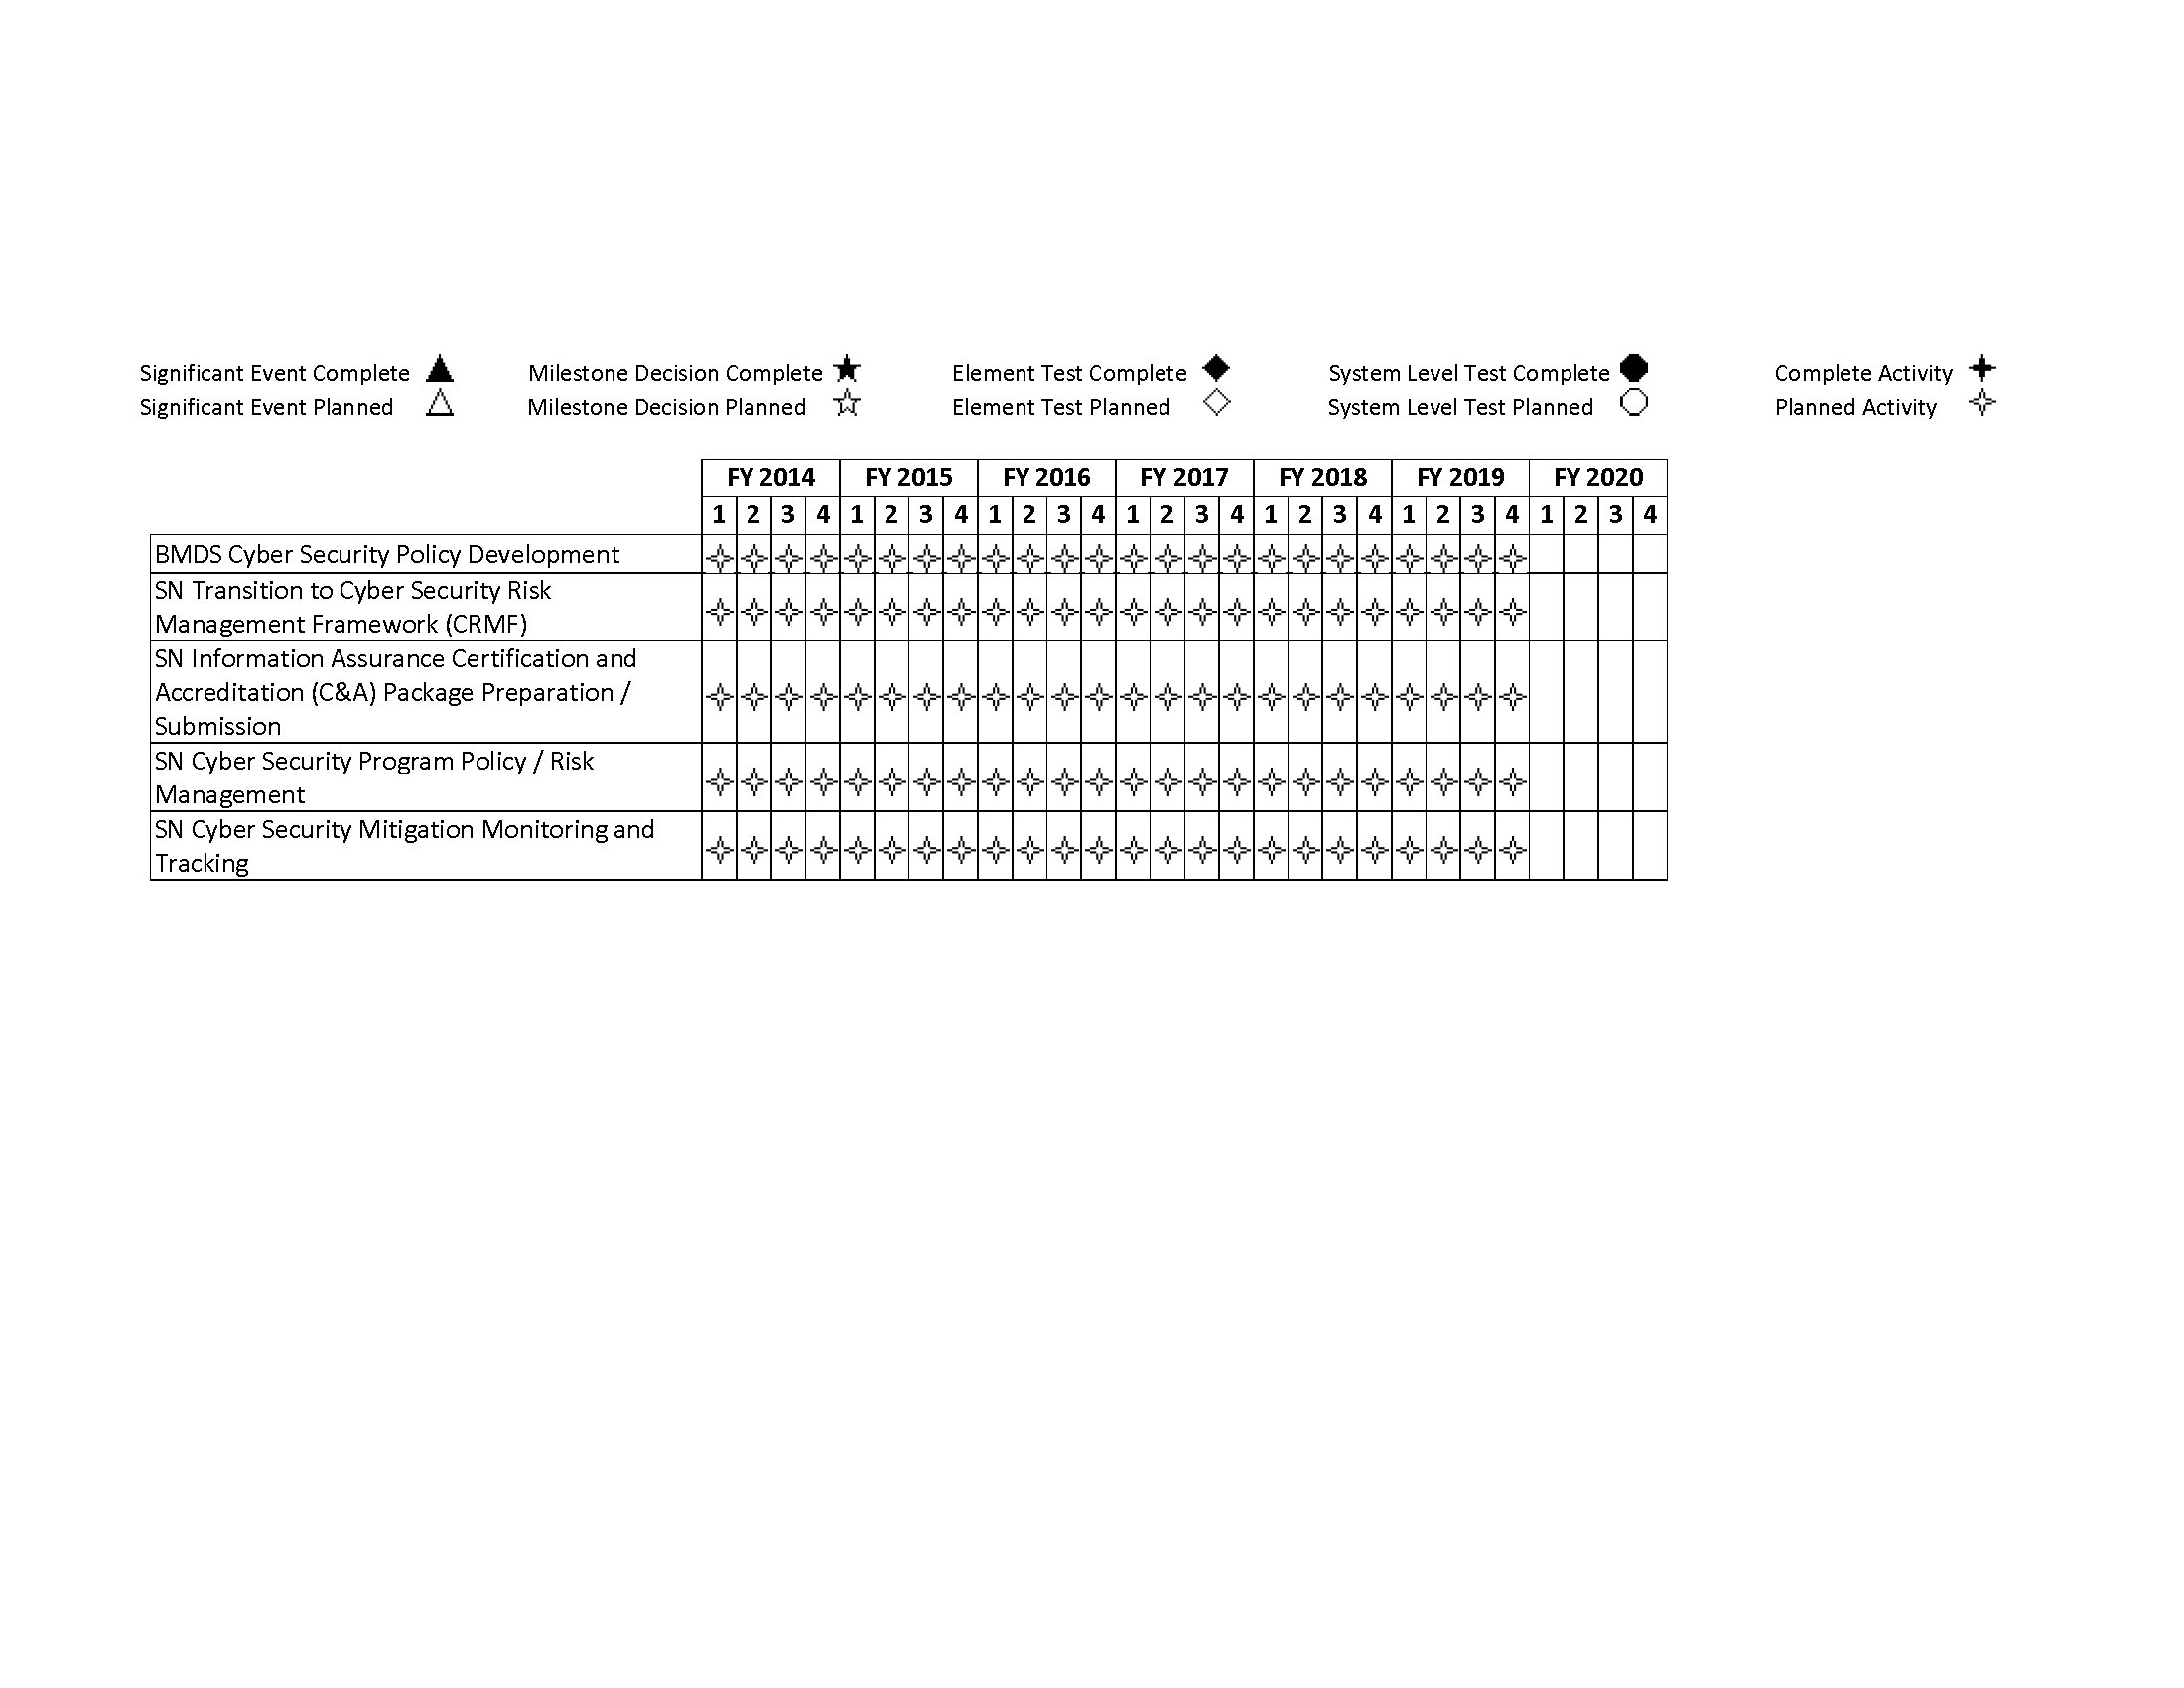 Significant Event Complete Milestone Decision Complete Element Test Complete System Level Test Complete Complete Activity
Significant Event Planned Milestone Decision Planned Element Test Planned System Level Test Planned Planned Activity
FY 2014 FY 2015 FY 2016 FY 2017 FY 2018 FY 2019 FY 2020
1 2 3 4 1 2 3 4 1 2 3 4 1 2 3 4 1 2 3 4 1 2 3 4 1 2 3 4
BMDS Cyber Security Policy Development
SN Transition to Cyber Security Risk
Management Framework (CRMF)
SN Information Assurance Certification and
Accreditation (C&A) Package Preparation /
Submission
SN Cyber Security Program Policy / Risk
Management
SN Cyber Security Mitigation Monitoring and
Tracking